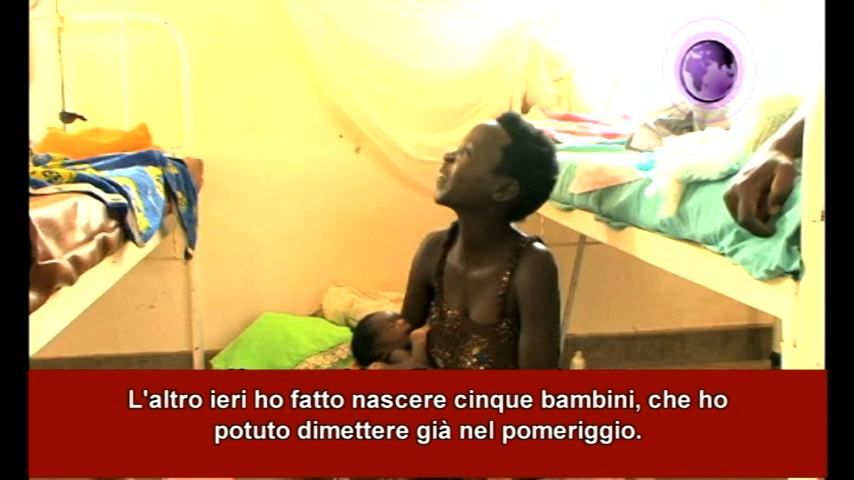 L'altro ieri ho fatto nascere cinque bambini, che ho
potuto dimettere già nel pomeriggio.